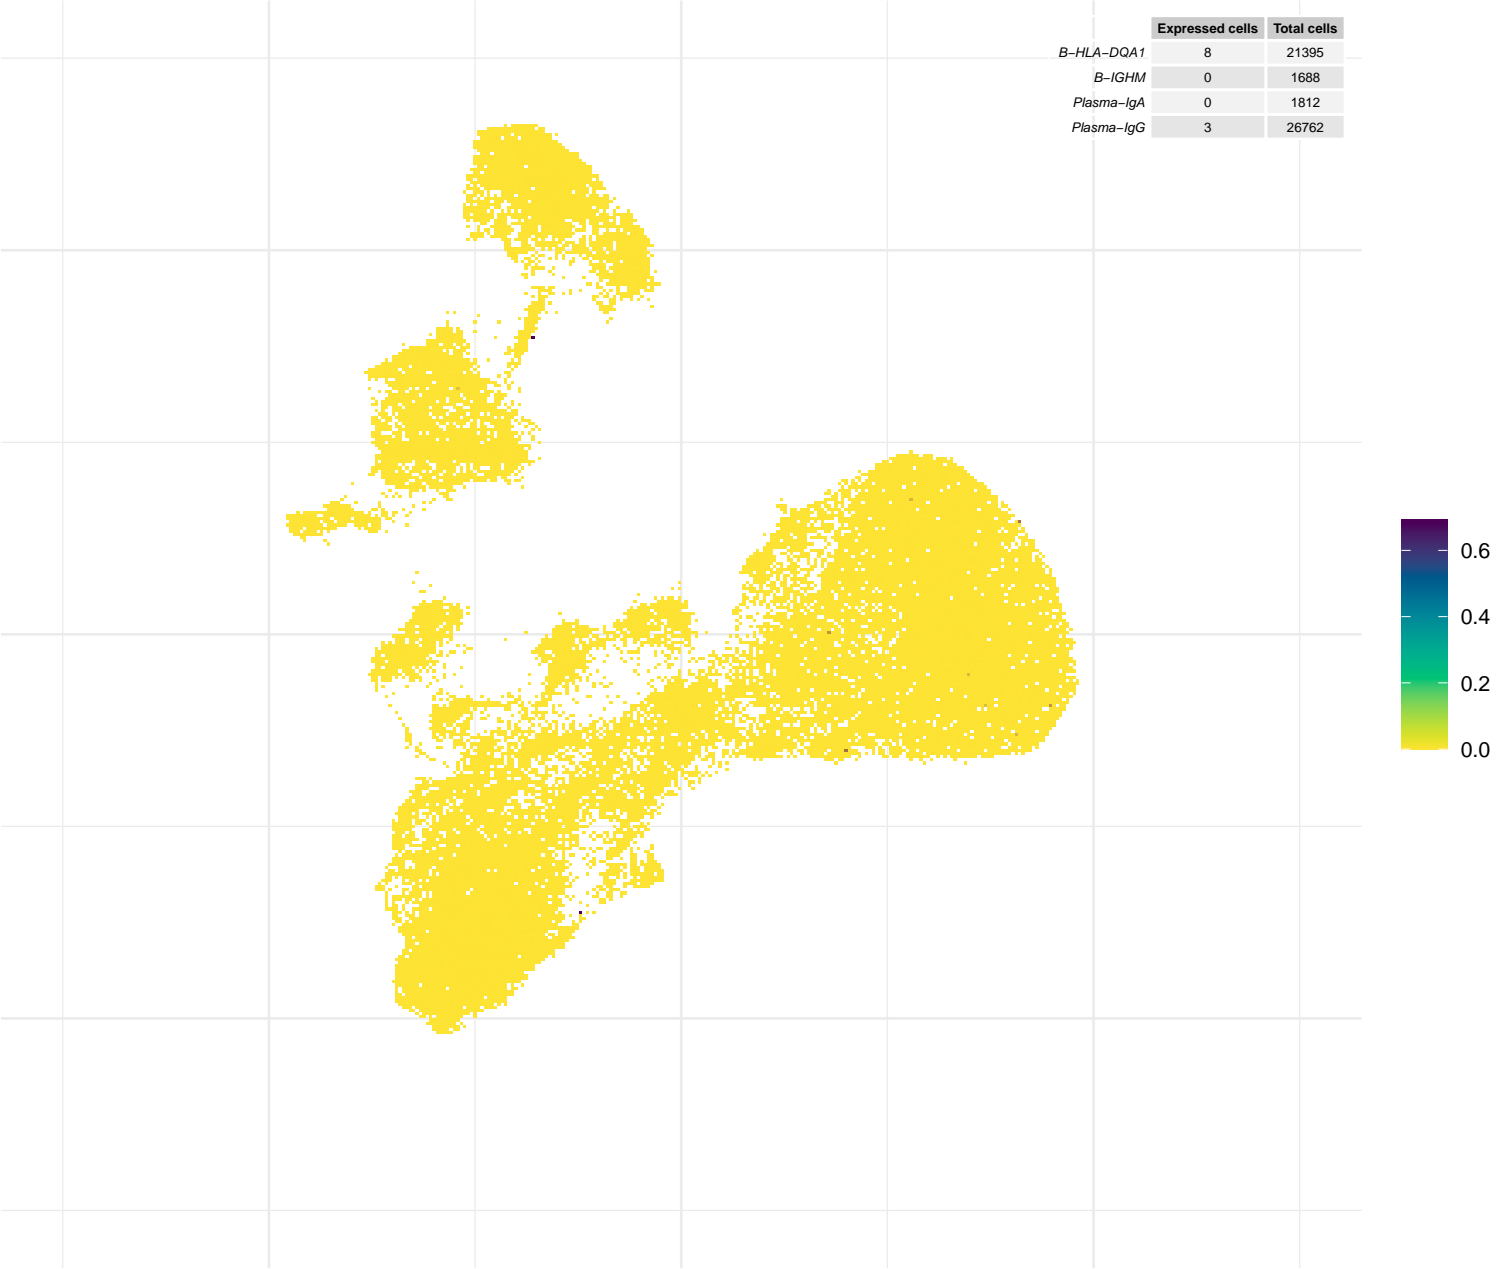 Expressed cells Total cells
B−HLA−DQA1 8 21395
B−IGHM 0 1688
Plasma−IgA 0 1812
Plasma−IgG 3 26762
0.6
0.4
0.2
0.0